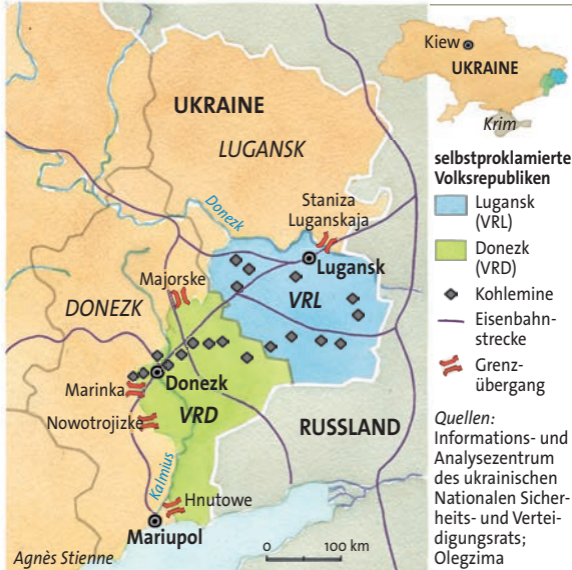 UKRAINE
LUGANSK
Donezk
Staniza
Luganskaja
Lugansk
Majorske
VRL
DONEZK
Marinka
Donezk
Nowotrojizke
VRD
RUSSLAND
Kalmius
Hnutowe
Mariupol
Agnès Stienne
0 100 km
Kiew
UKRAINE
Krim
selbstproklamierte
Volksrepubliken
Lugansk
(VRL)
Donezk
(VRD)
Kohlemine
Eisenbahn-
strecke
Grenz-
übergang
Quellen:
Informations- und
Analysezentrum
des ukrainischen
Nationalen Sicher-
heits- und Vertei-
digungsrats;
Olegzima